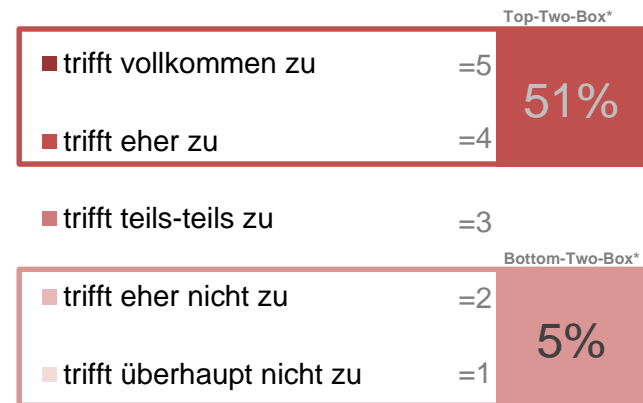 Top-Two-Box*
trifft vollkommen zu =5
51%
trifft eher zu =4
trifft teils-teils zu =3
Bottom-Two-Box*
trifft eher nicht zu =2
5%
trifft überhaupt nicht zu =1